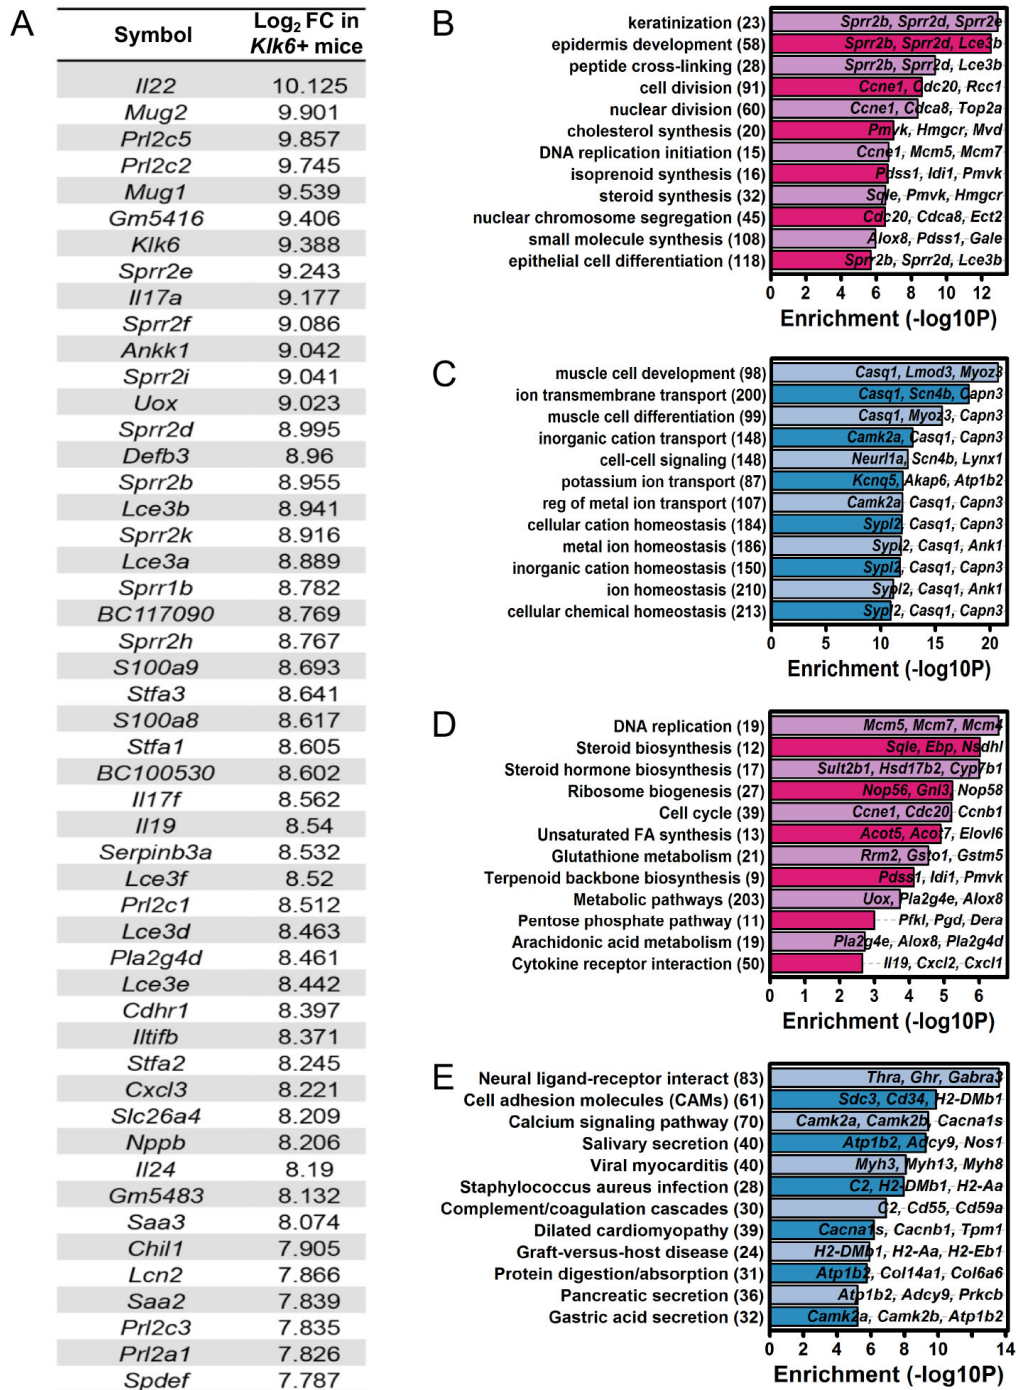 A
Symbol Log2 FC in Klk6+ mice
Il22 10.125
Mug2 9.901
Prl2c5 9.857
Prl2c2 9.745
Mug1 9.539
Gm5416 9.406
Klk6 9.388
Sprr2e 9.243
Il17a 9.177
Sprr2f 9.086
Ankk1 9.042
Sprr2i 9.041
Uox 9.023
Sprr2d 8.995
Defb3 8.96
Sprr2b 8.955
Lce3b 8.941
Sprr2k 8.916
Lce3a 8.889
Sprr1b 8.782
BC117090 8.769
Sprr2h 8.767
S100a9 8.693
Stfa3 8.641
S100a8 8.617
Stfa1 8.605
BC100530 8.602
Il17f 8.562
Il19 8.54
Serpinb3a 8.532
Lce3f 8.52
Prl2c1 8.512
Lce3d 8.463
Pla2g4d 8.461
Lce3e 8.442
Cdhr1 8.397
Iltifb 8.371
Stfa2 8.245
Cxcl3 8.221
Slc26a4 8.209
Nppb 8.206
Il24 8.19
Gm5483 8.132
Saa3 8.074
Chil1 7.905
Lcn2 7.866
Saa2 7.839
Prl2c3 7.835
Prl2a1 7.826
Spdef 7.787
B
keratinization (23) Sprr2b, Sprr2d, Sprr2e
epidermis development (58) Sprr2b, Sprr2d, Lce3b
peptide cross-linking (28) Sprr2b, Sprr2d, Lce3b
cell division (91) Ccne1, Cdc20, Rcc1
nuclear division (60) Ccne1, Cdca8, Top2a
cholesterol synthesis (20) Pmvk, Hmgcr, Mvd
DNA replication initiation (15) Ccne1, Mcm5, Mcm7
isoprenoid synthesis (16) Pdss1, Idi1, Pmvk
steroid synthesis (32) Sqle, Pmvk, Hmgcr
nuclear chromosome segregation (45) Cdc20, Cdca8, Ect2
small molecule synthesis (108) Alox8, Pdss1, Gale
epithelial cell differentiation (118) Sprr2b, Sprr2d, Lce3b
0 2 4 6 8 10 12
Enrichment (-log10P)
C
muscle cell development (98) Casq1, Lmod3, Myoz3
ion transmembrane transport (200) Casq1, Scn4b, Capn3
muscle cell differentiation (99) Casq1, Myoz3, Capn3
inorganic cation transport (148) Camk2a, Casq1, Capn3
cell-cell signaling (148) Neurl1a, Scn4b, Lynx1
potassium ion transport (87) Kcnq5, Akap6, Atp1b2
reg of metal ion transport (107) Camk2a, Casq1, Capn3
cellular cation homeostasis (184) Sypl2, Casq1, Capn3
metal ion homeostasis (186) Sypl2, Casq1, Ank1
inorganic cation homeostasis (150) Sypl2, Casq1, Capn3
ion homeostasis (210) Sypl2, Casq1, Ank1
cellular chemical homeostasis (213) Sypl2, Casq1, Capn3
0 5 10 15 20
Enrichment (-log10P)
D
DNA replication (19) Mcm5, Mcm7, Mcm4
Steroid biosynthesis (12) Sqle, Ebp, Nsdhl
Steroid hormone biosynthesis (17) Sult2b1, Hsd17b2, Cyp7b1
Ribosome biogenesis (27) Nop56, Gnl3, Nop58
Cell cycle (39) Ccne1, Cdc20, Ccnb1
Unsaturated FA synthesis (13) Acot5, Acot7, Elovl6
Glutathione metabolism (21) Rrm2, Gsto1, Gstm5
Terpenoid backbone biosynthesis (9) Pdss1, Idi1, Pmvk
Metabolic pathways (203) Uox, Pla2g4e, Alox8
Pentose phosphate pathway (11) Pfkl, Pgd, Dera
Arachidonic acid metabolism (19) Pla2g4e, Alox8, Pla2g4d
Cytokine receptor interaction (50) Il19, Cxcl2, Cxcl1
0 1 2 3 4 5 6
Enrichment (-log10P)
E
Neural ligand-receptor interact (83) Thra, Ghr, Gabra3
Cell adhesion molecules (CAMs) (61) Sdc3, Cd34, H2-DMb1
Calcium signaling pathway (70) Camk2a, Camk2b, Cacna1s
Salivary secretion (40) Atp1b2, Adcy9, Nos1
Viral myocarditis (40) Myh3, Myh13, Myh8
Staphylococcus aureus infection (28) C2, H2-DMb1, H2-Aa
Complement/coagulation cascades (30) C2, Cd55, Cd59a
Dilated cardiomyopathy (39) Cacna1s, Cacnb1, Tpm1
Graft-versus-host disease (24) H2-DMb1, H2-Aa, H2-Eb1
Protein digestion/absorption (31) Atp1b2, Col14a1, Col6a6
Pancreatic secretion (36) Atp1b2, Adcy9, Prkcb
Gastric acid secretion (32) Camk2a, Camk2b, Atp1b2
0 2 4 6 8 10 14
Enrichment (-log10P)